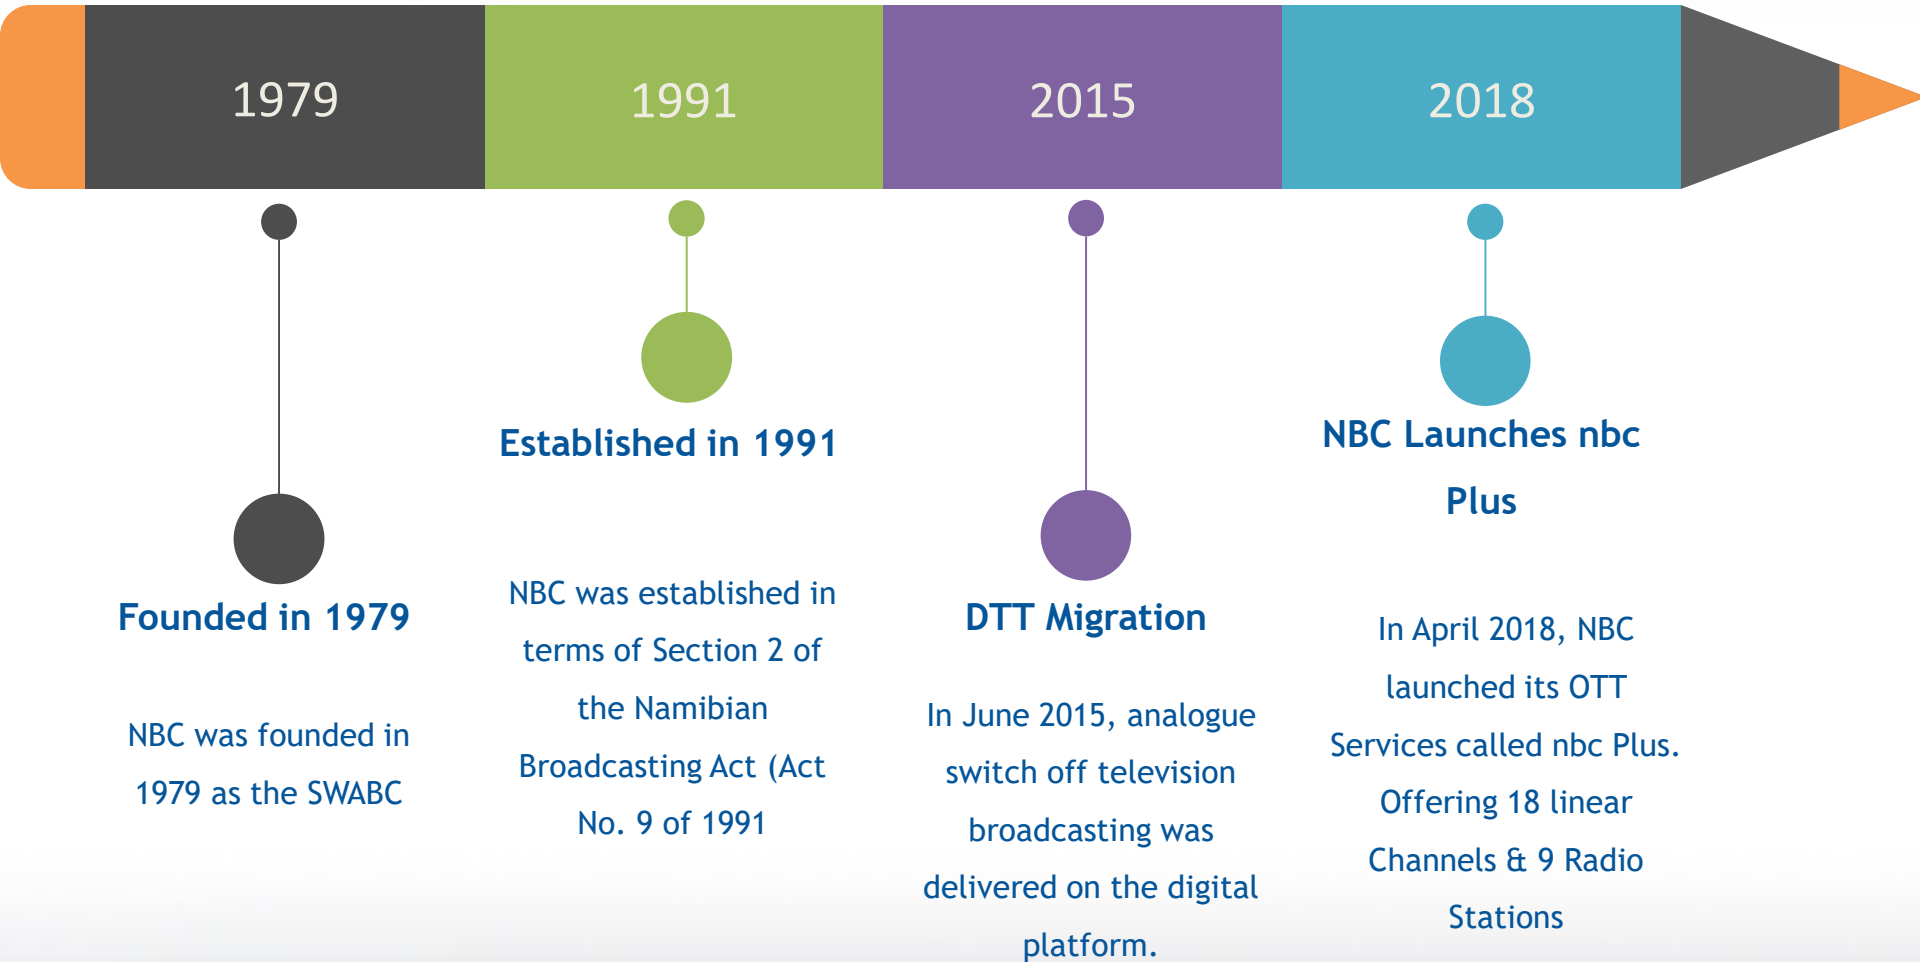 1979
1991
2015
2018
Founded in 1979
NBC was founded in
1979 as the SWABC
Established in 1991
NBC was established in
terms of Section 2 of
the Namibian
Broadcasting Act (Act
No. 9 of 1991
DTT Migration
In June 2015, analogue
switch off television
broadcasting was
delivered on the digital
platform.
NBC Launches nbc
Plus
In April 2018, NBC
launched its OTT
Services called nbc Plus.
Offering 18 linear
Channels & 9 Radio
Stations